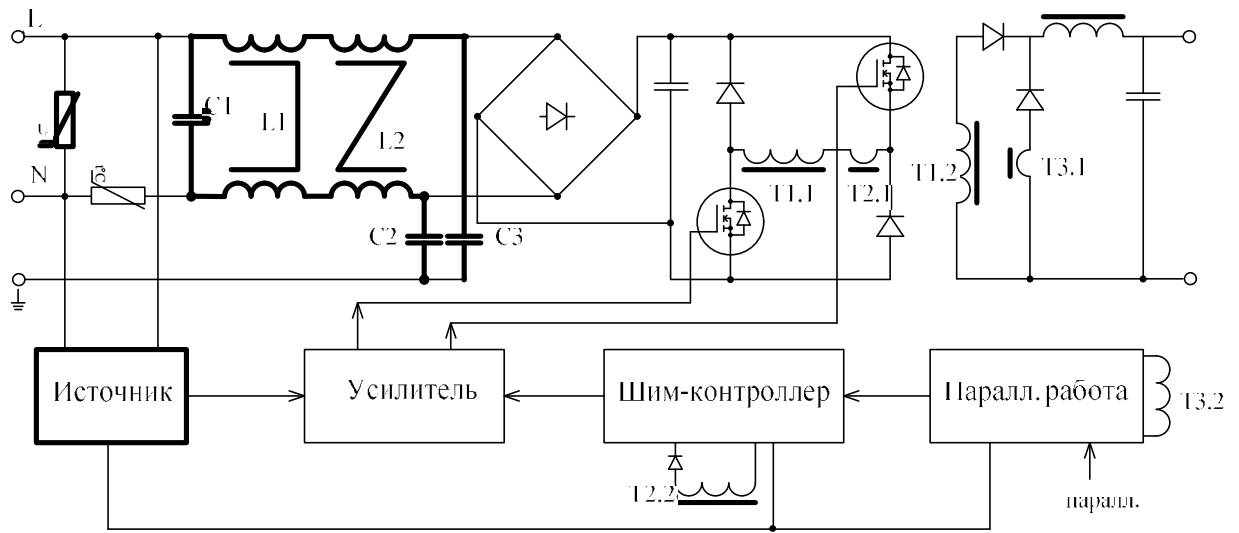 L
C1
L1
L2
N
C2
C3
T1.1
T2.1
T1.2
T3.1
Источник
Усилитель
Шим-контроллер
Паралл. работа
T3.2
T2.2
паралл.